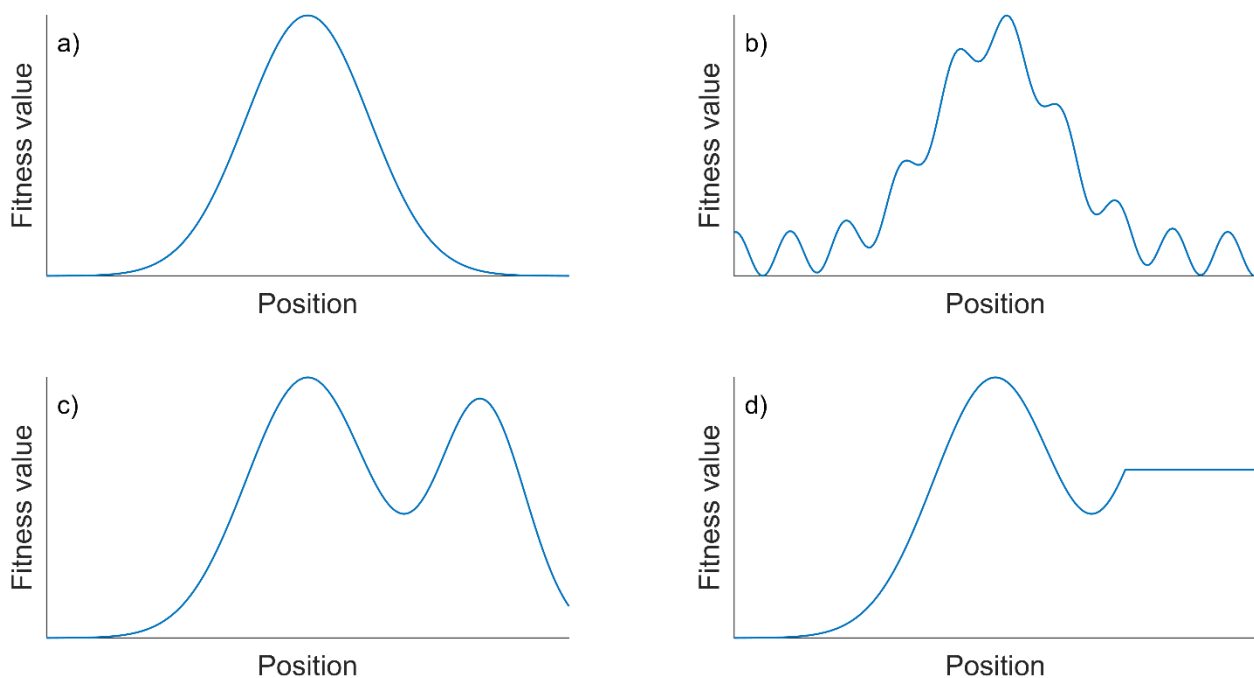 a)
Fitness value
Position
b)
Fitness value
Position
c)
Fitness value
Position
d)
Fitness value
Position